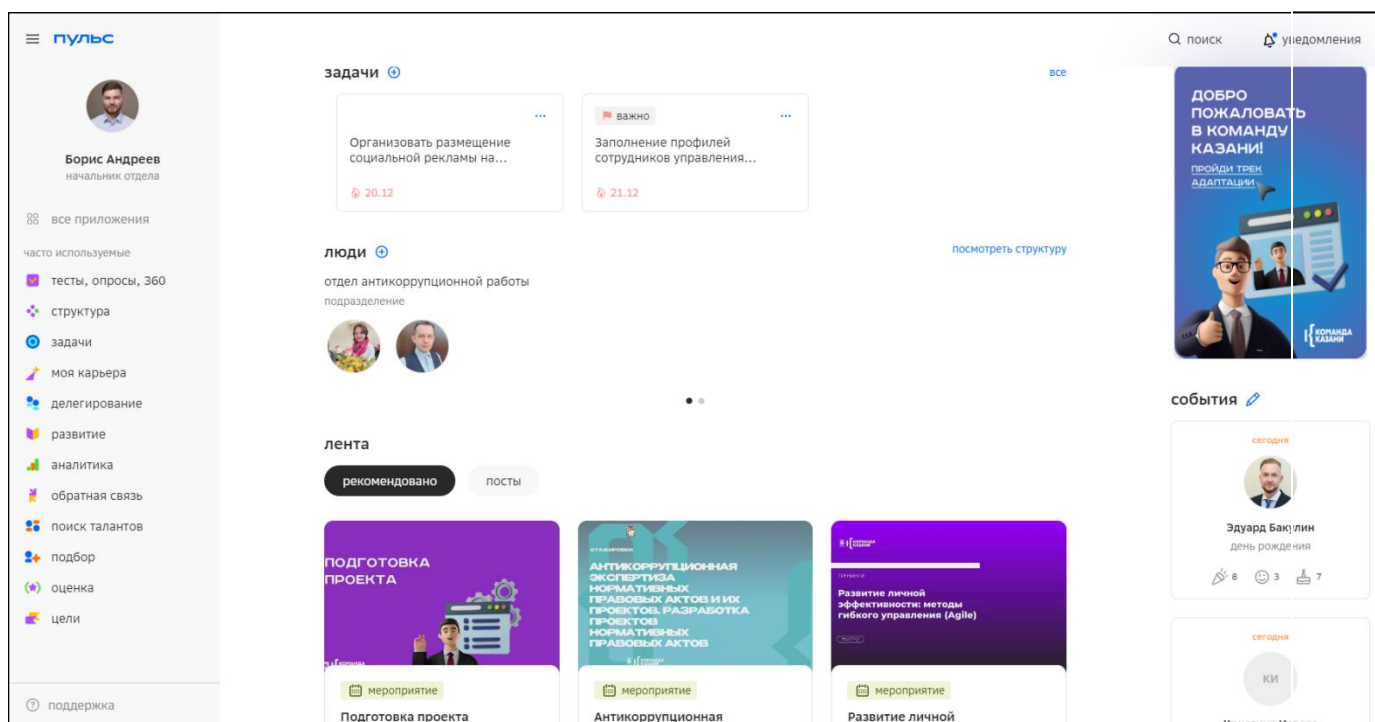 пульс
Борис Андреев
начальник отдела
все приложения
часто используемые
тесты, опросы, 360
структура
задачи
моя карьера
делегирование
развитие
аналитика
обратная связь
поиск талантов
подбор
оценка
цели
поддержка
поиск
уведомления
задачи
все
Организовать размещение
социальной рекламы на...
20.12
важно
Заполнение профилей
сотрудников управления...
21.12
люди
посмотреть структуру
отдел антикоррупционной работы
подразделение
лента
рекомендовано
посты
ПОДГОТОВКА
ПРОЕКТА
КОМАНДА
мероприятие
Подготовка проекта
СТАЖИРОВКИ
АНТИКОРРУПЦИОННАЯ
ЭКСПЕРТИЗА
НОРМАТИВНЫХ
ПРАВОВЫХ АКТОВ И ИХ
ПРОЕКТОВ. РАЗРАБОТКА
ПРОЕКТОВ
НОРМАТИВНЫХ
ПРАВОВЫХ АКТОВ
мероприятие
Антикоррупционная
ТРЕНИНГИ
Развитие личной
эффективности: методы
гибкого управления (Agile)
мероприятие
Развитие личной
ДОБРО
ПОЖАЛОВАТЬ
В КОМАНДУ
КАЗАНИ!
ПРОЙДИ ТРЕК
АДАПТАЦИИ
КОМАНДА
КАЗАНИ
события
сегодня
Эдуард Бакулин
день рождения
8
3
7
сегодня
КИ